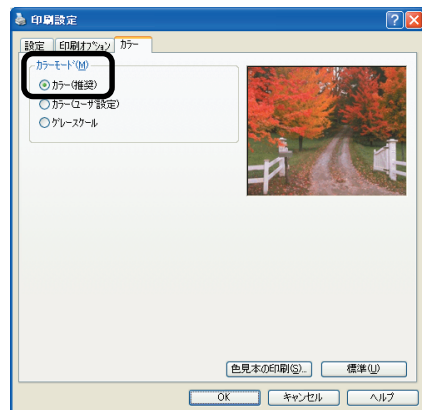 印刷設定
設定 印刷オプション カラー
カラーモード(M)
カラー(推奨)
カラー(ユーザ設定)
グレースケール
色見本の印刷(S)... 標準(U)
OK キャンセル ヘルプ